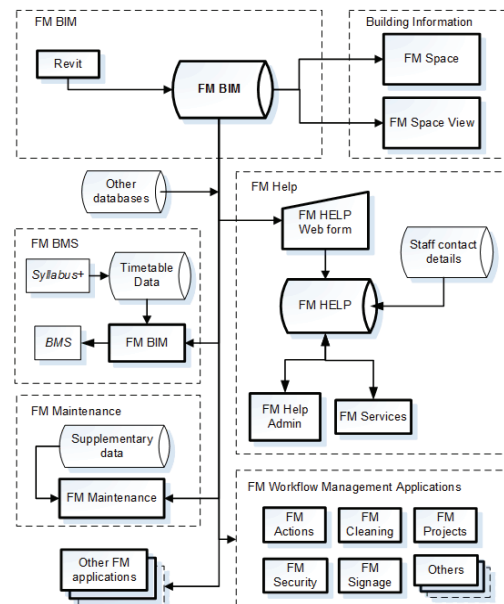 FM BIM
Building Information
Revit
FM BIM
FM Space
FM Space View
Other
databases
FM Help
FM HELP
Web form
Staff contact
details
FM HELP
FM Help
Admin
FM Services
FM BMS
Syllabus+
Timetable
Data
BMS
FM BIM
FM Maintenance
Supplementary
data
FM Maintenance
FM Workflow Management Applications
FM
Actions
FM
Cleaning
FM
Projects
FM
Security
FM
Signage
Others
Other FM
applications